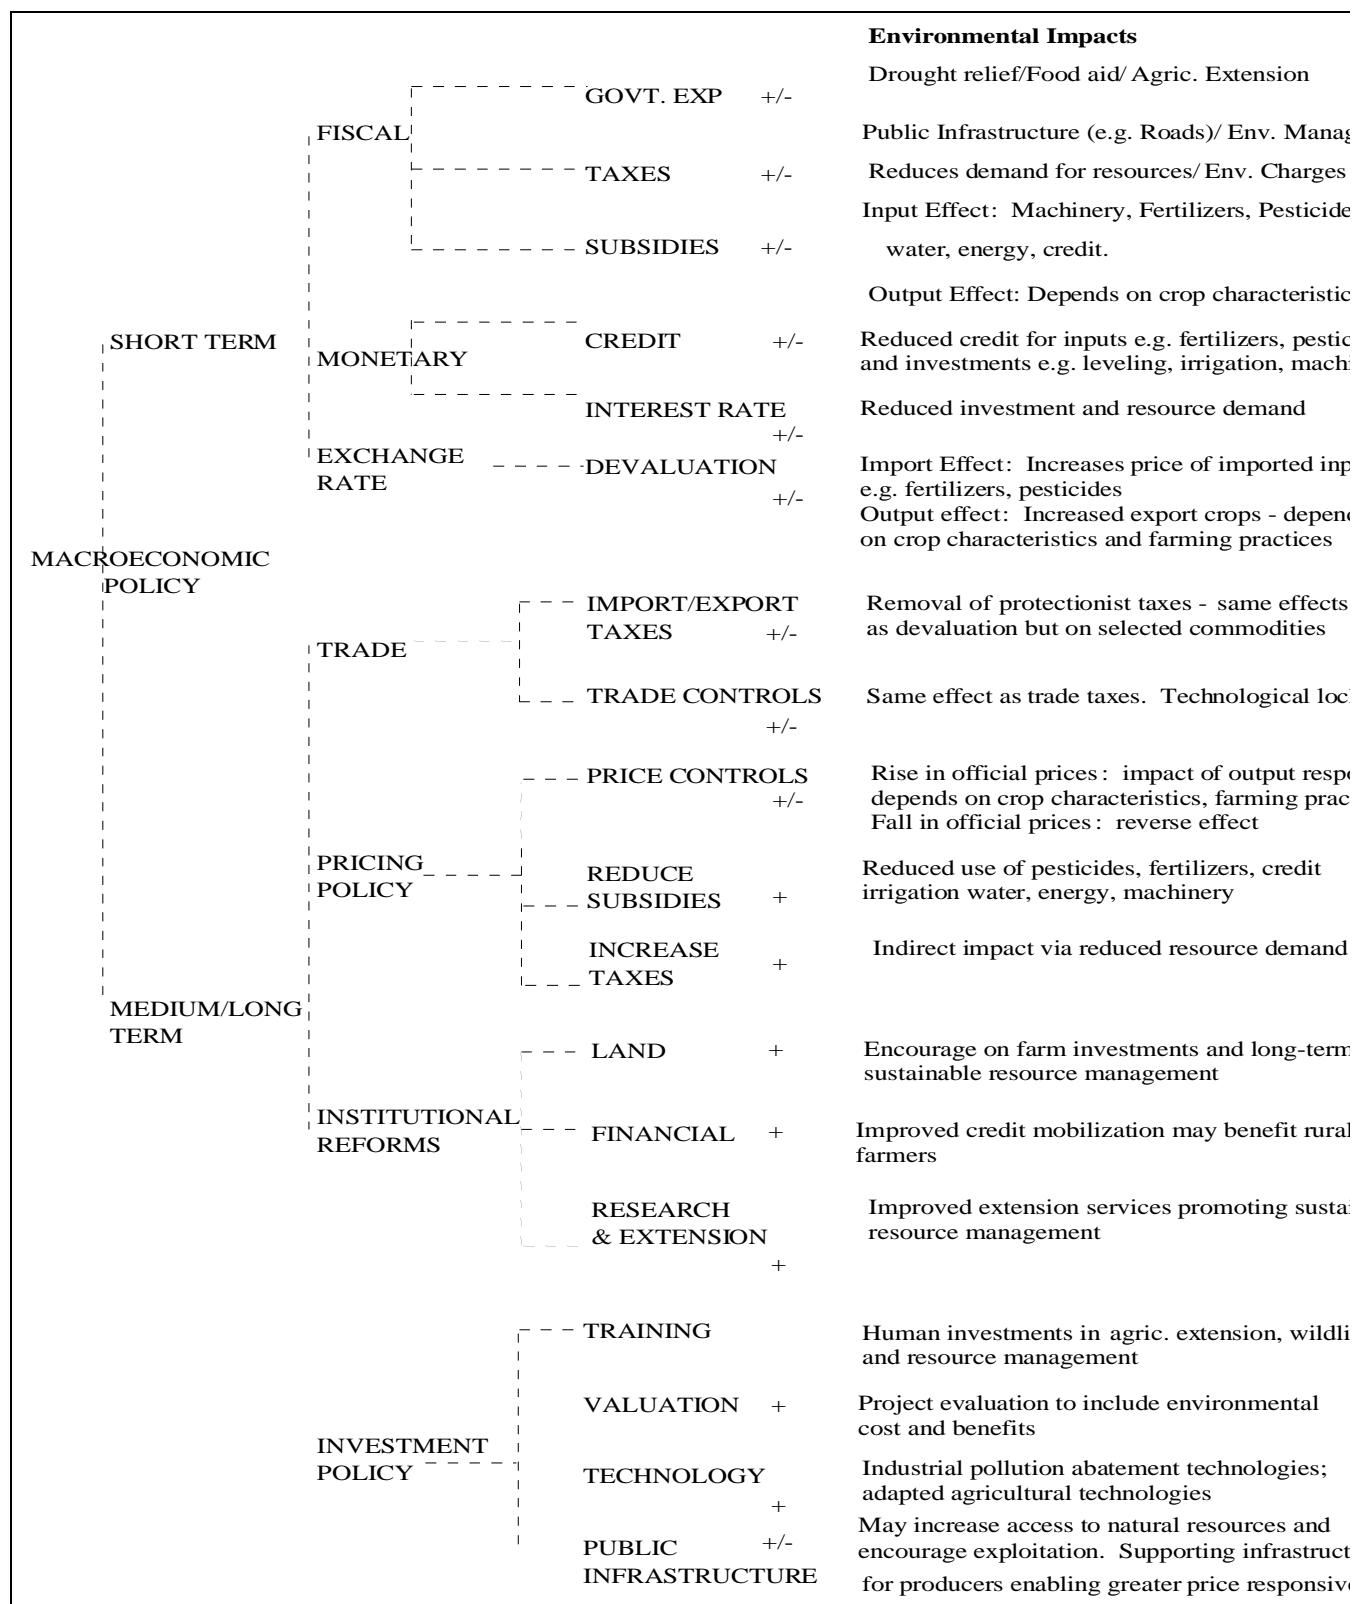 Environmental Impacts
Drought relief/Food aid/ Agric. Extension
GOVT. EXP +/-
FISCAL
Public Infrastructure (e.g. Roads)/ Env.
TAXES +/- Reduces demand for resources/ Env. Charges
Input Effect: Machinery, Fertilizers,
SUBSIDIES +/- water, energy, credit.
Output Effect: Depends on crop
SHORT TERM
MONETARY
CREDIT +/- Reduced credit for inputs e.g. fertilizers,
and investments e.g. leveling, irrigation,
INTEREST RATE Reduced investment and resource demand
+/-
EXCHANGE
RATE
DEVALUATION
+/-
Import Effect: Increases price of imported
e.g. fertilizers, pesticides
Output effect: Increased export crops -
on crop characteristics and farming practices
MACROECONOMIC
POLICY
TRADE
IMPORT/EXPORT
TAXES +/-
Removal of protectionist taxes - same effects
as devaluation but on selected commodities
TRADE CONTROLS Same effect as trade taxes. Technological
+/-
PRICE CONTROLS
+/-
Rise in official prices: impact of output
depends on crop characteristics, farming
Fall in official prices: reverse effect
PRICING
POLICY
REDUCE
SUBSIDIES +
Reduced use of pesticides, fertilizers, credit
irrigation water, energy, machinery
INCREASE
TAXES +
Indirect impact via reduced resource demand
MEDIUM/LONG
TERM
LAND +
Encourage on farm investments and long-term
sustainable resource management
INSTITUTIONAL
REFORMS
FINANCIAL +
Improved credit mobilization may benefit rural
farmers
RESEARCH
& EXTENSION
+
Improved extension services promoting
resource management
TRAINING
Human investments in agric. extension,
and resource management
VALUATION +
Project evaluation to include environmental
cost and benefits
INVESTMENT
POLICY
TECHNOLOGY
+
Industrial pollution abatement technologies;
adapted agricultural technologies
PUBLIC +/-
INFRASTRUCTURE
May increase access to natural resources and
encourage exploitation. Supporting
for producers enabling greater price